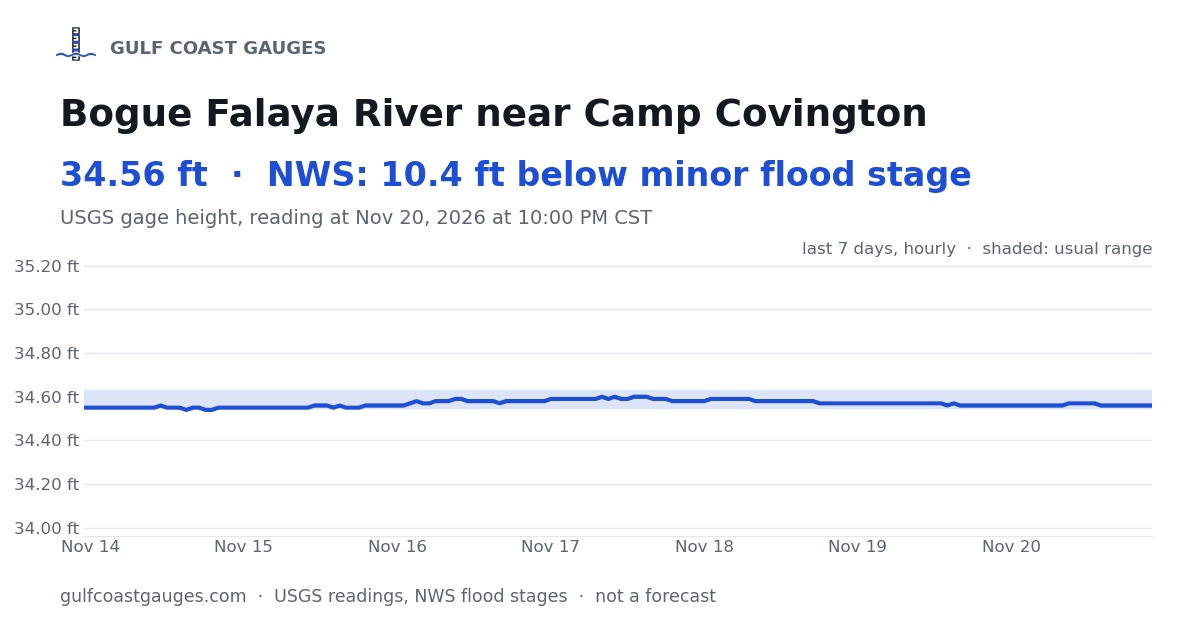 GULF COAST GAUGES
Bogue Falaya River near Camp Covington
34.56 ft · NWS: 10.4 ft below minor flood stage
USGS gage height, reading at Nov 20, 2026 at 10:00 PM CST
last 7 days, hourly · shaded: usual range
35.20 ft
35.00 ft
34.80 ft
34.60 ft
34.40 ft
34.20 ft
34.00 ft
Nov 14 Nov 15 Nov 16 Nov 17 Nov 18 Nov 19 Nov 20
gulfcoastgauges.com · USGS readings, NWS flood stages · not a forecast